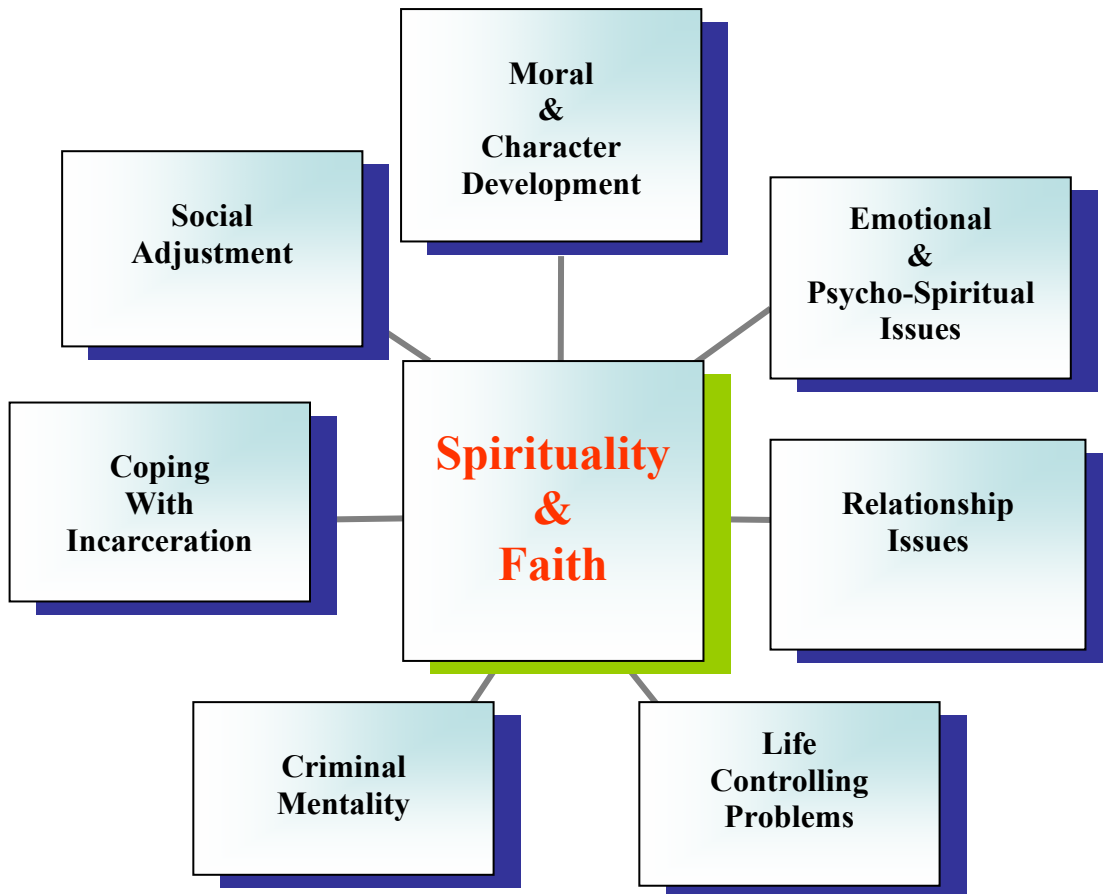 Moral
&
Character
Development
Social
Adjustment
Emotional
&
Psycho-Spiritual
Issues
Coping
With
Incarceration
Spirituality
&
Faith
Relationship
Issues
Criminal
Mentality
Life
Controlling
Problems